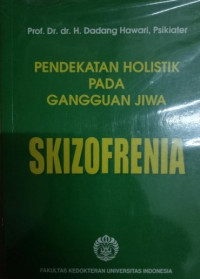 Prof. Dr. dr. H. Dadang Hawari, Psikiater
PENDEKATAN HOLISTIK
PADA
GANGGUAN JIWA
SKIZOFRENIA
FAKULTAS KEDOKTERAN UNIVERSITAS INDONESIA